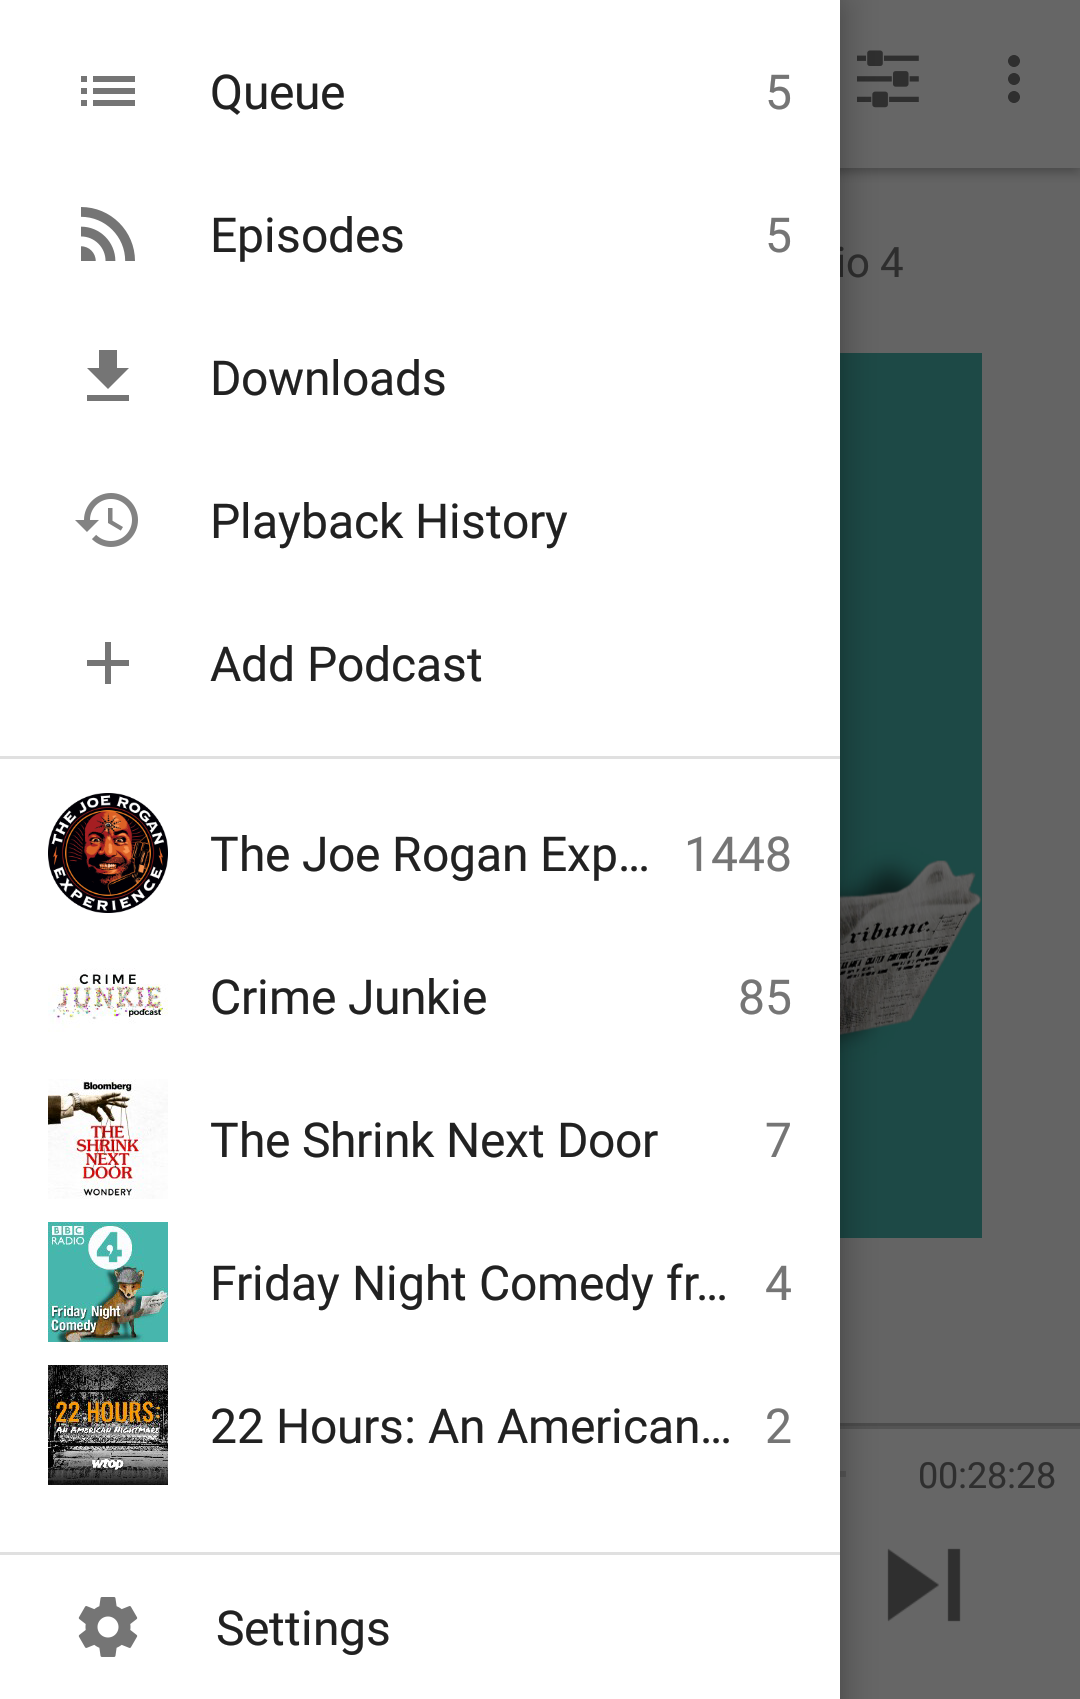 Queue 5
Episodes 5
io 4
Downloads
Playback History
Add Podcast
THE JOE ROGAN
EXPERIENCE
The Joe Rogan Exp... 1448
ribune.
CRIME
JUNKIE
podcast
Crime Junkie 85
Bloomberg
THE
SHRINK
NEXT
DOOR
WONDERY
The Shrink Next Door 7
BBC
RADIO
4
Friday Night
Comedy
Friday Night Comedy fr... 4
22 HOURS:
AN AMERICAN NIGHTMARE
wtop
22 Hours: An American... 2
00:28:28
Settings